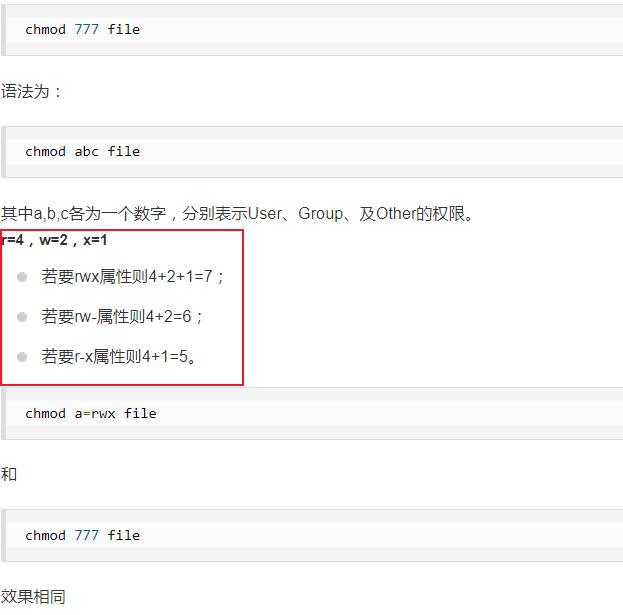 chmod 777 file
语法为：
chmod abc file
其中a,b,c各为一个数字，分别表示User、Group、及Other的权限。
r=4，w=2，x=1
若要rwx属性则4+2+1=7；
若要rw-属性则4+2=6；
若要r-x属性则4+1=5。
chmod a=rwx file
和
chmod 777 file
效果相同